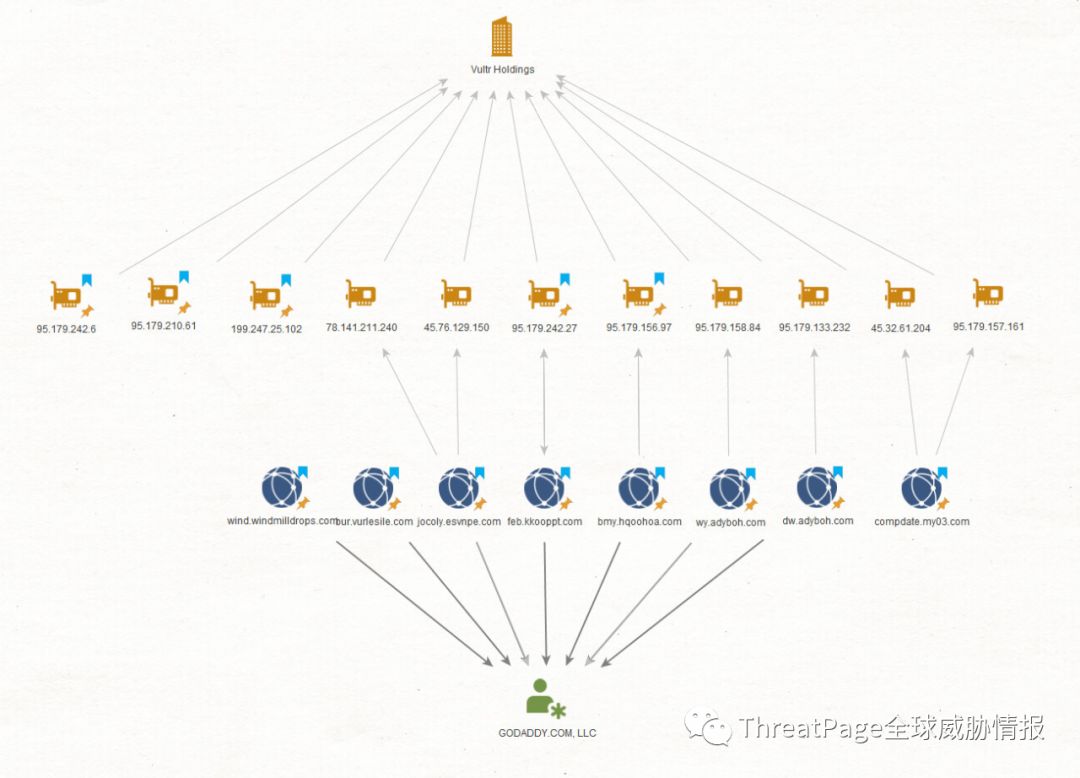 Vultr Holdings
95.179.242.6
95.179.210.61
199.247.25.102
78.141.211.240
45.76.129.150
95.179.242.27
95.179.156.97
95.179.158.84
95.179.133.232
45.32.61.204
95.179.157.161
wind.windmilldrops.com
bur.vurlesile.com
jocoly.esvnpe.com
feb.kkooppt.com
bmy.hqoohoa.com
wy.adyboh.com
dw.adyboh.com
compdate.my03.com
GODADDY.COM, LLC
ThreatPage全球威胁情报